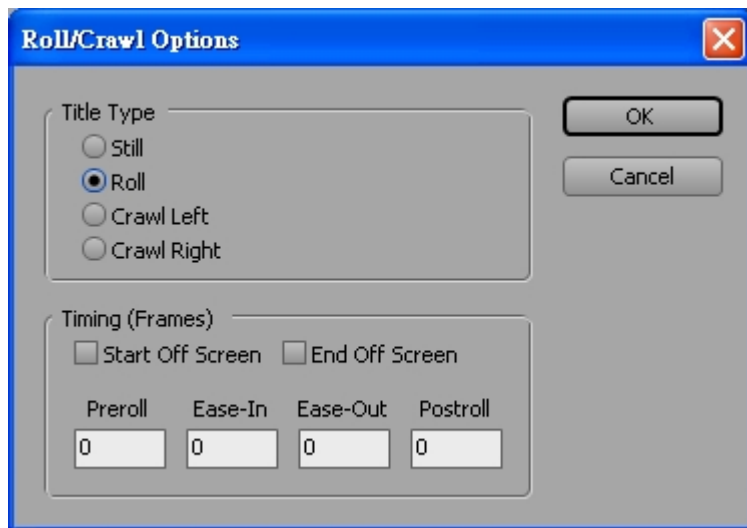 Roll/Crawl Options
Title Type
Still
Roll
Crawl Left
Crawl Right
OK
Cancel
Timing (Frames)
Start Off Screen End Off Screen
Preroll Ease-In Ease-Out Postroll
0 0 0 0